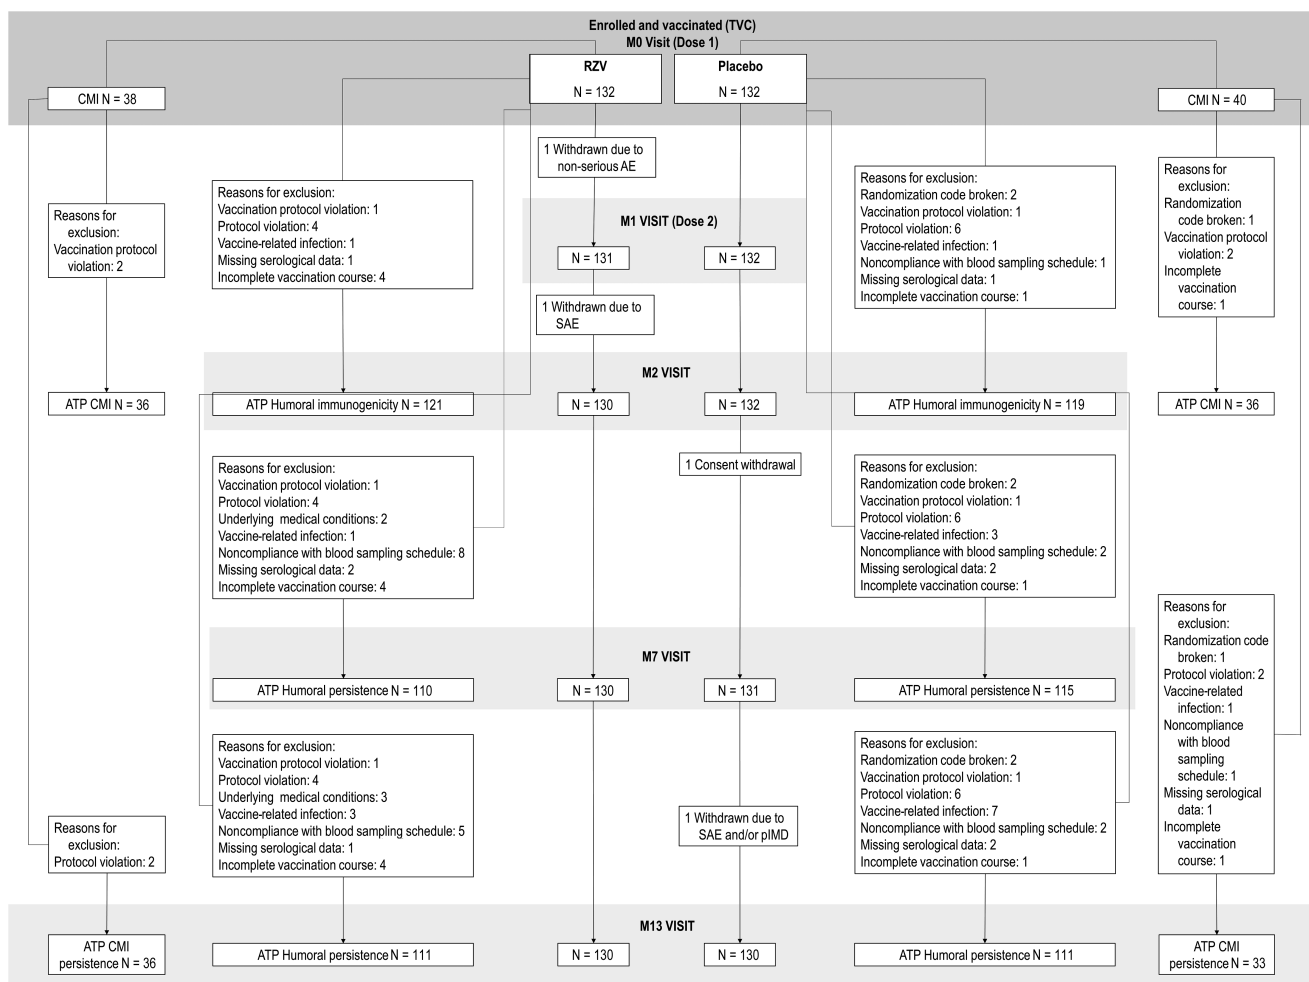 Enrolled and vaccinated (TVC)
M0 Visit (Dose 1)
RZV
N = 132
Placebo
N = 132
CMI N = 38
CMI N = 40
1 Withdrawn due to
non-serious AE
Reasons for
exclusion:
Vaccination protocol
violation: 2
Reasons for exclusion:
Vaccination protocol violation: 1
Protocol violation: 4
Vaccine-related infection: 1
Missing serological data: 1
Incomplete vaccination course: 4
M1 VISIT (Dose 2)
N = 131
N = 132
Reasons for exclusion:
Randomization code broken: 2
Vaccination protocol violation: 1
Protocol violation: 6
Vaccine-related infection: 1
Noncompliance with blood sampling schedule: 1
Missing serological data: 1
Incomplete vaccination course: 1
Reasons for
exclusion:
Randomization
code broken: 1
Vaccination protocol
violation: 2
Incomplete
vaccination
course: 1
1 Withdrawn due to
SAE
M2 VISIT
ATP CMI N = 36
ATP Humoral immunogenicity N = 121
N = 130
N = 132
ATP Humoral immunogenicity N = 119
ATP CMI N = 36
Reasons for exclusion:
Vaccination protocol violation: 1
Protocol violation: 4
Underlying medical conditions: 2
Vaccine-related infection: 1
Noncompliance with blood sampling schedule: 8
Missing serological data: 2
Incomplete vaccination course: 4
1 Consent withdrawal
Reasons for exclusion:
Randomization code broken: 2
Vaccination protocol violation: 1
Protocol violation: 6
Vaccine-related infection: 3
Noncompliance with blood sampling schedule: 2
Missing serological data: 2
Incomplete vaccination course: 1
M7 VISIT
ATP Humoral persistence N = 110
N = 130
N = 131
ATP Humoral persistence N = 115
Reasons for
exclusion:
Randomization code
broken: 1
Protocol violation: 2
Vaccine-related
infection: 1
Noncompliance
with blood
sampling
schedule: 1
Missing serological
data: 1
Incomplete
vaccination
course: 1
Reasons for
exclusion:
Protocol violation: 2
Reasons for exclusion:
Vaccination protocol violation: 1
Protocol violation: 4
Underlying medical conditions: 3
Vaccine-related infection: 3
Noncompliance with blood sampling schedule: 5
Missing serological data: 1
Incomplete vaccination course: 4
1 Withdrawn due to
SAE and/or pIMD
Reasons for exclusion:
Randomization code broken: 2
Vaccination protocol violation: 1
Protocol violation: 6
Vaccine-related infection: 7
Noncompliance with blood sampling schedule: 2
Missing serological data: 2
Incomplete vaccination course: 1
M13 VISIT
ATP CMI
persistence N = 36
ATP Humoral persistence N = 111
N = 130
N = 130
ATP Humoral persistence N = 111
ATP CMI
persistence N = 33